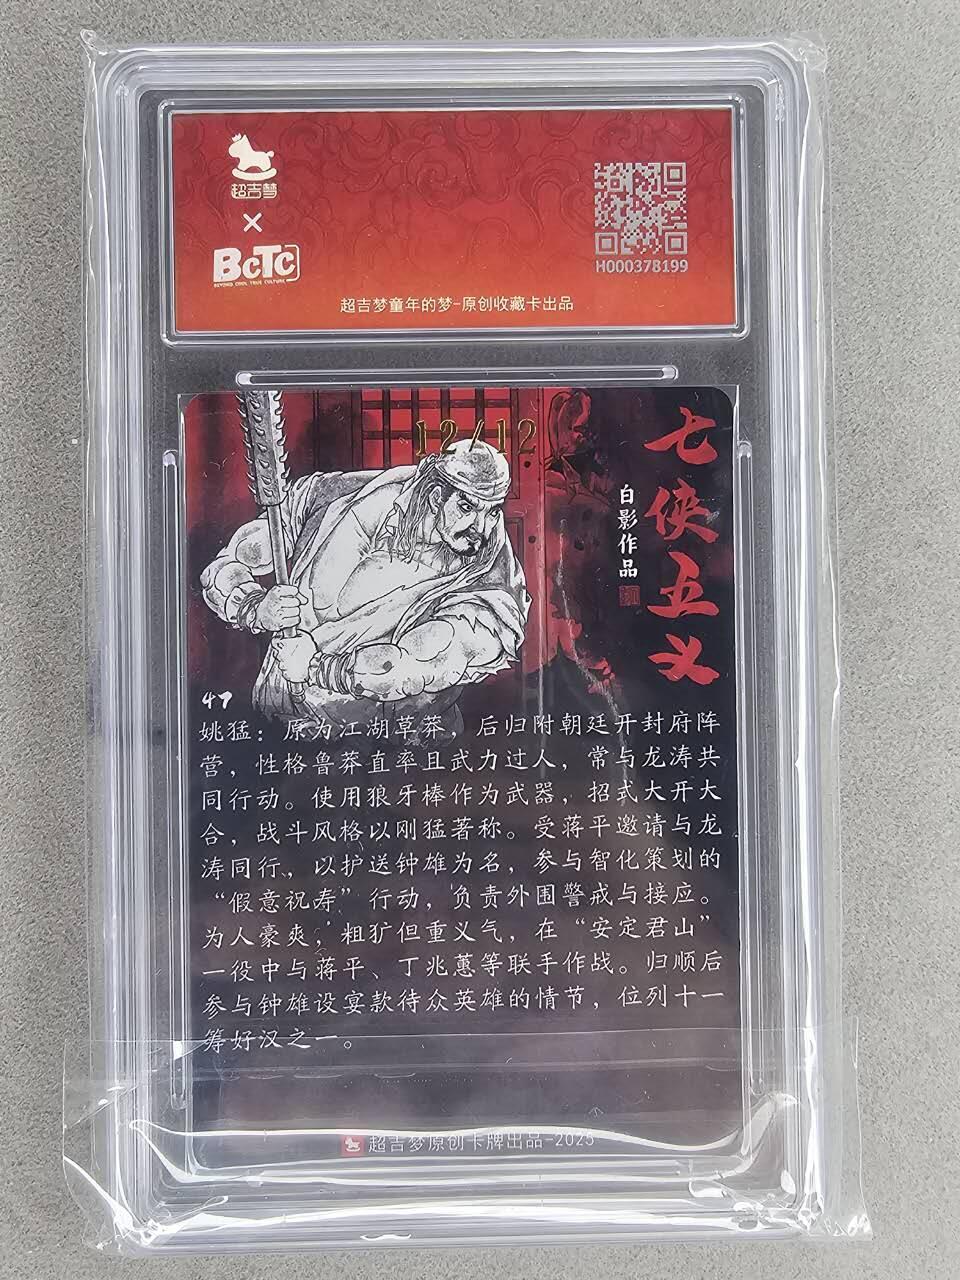 超吉梦
×
BCTC
BEYOND COOL TRUE CULTURE
H000378199
超吉梦童年的梦-原创收藏卡出品
12/12
七侠五义
白影作品
47
姚猛：原为江湖草莽，后归附朝廷开封府阵
营，性格鲁莽直率且武力过人，常与龙涛共
同行动。使用狼牙棒作为武器，招式大开大
合，战斗风格以刚猛著称。受蒋平邀请与龙
涛同行，以护送钟雄为名，参与智化策划的
“假意祝寿”行动，负责外围警戒与接应。
为人豪爽，粗犷但重义气，在“安定君山”
一役中与蒋平、丁兆蕙等联手作战。归顺后
参与钟雄设宴款待众英雄的情节，位列十一
筹好汉之一。
超吉梦原创卡牌出品-2025